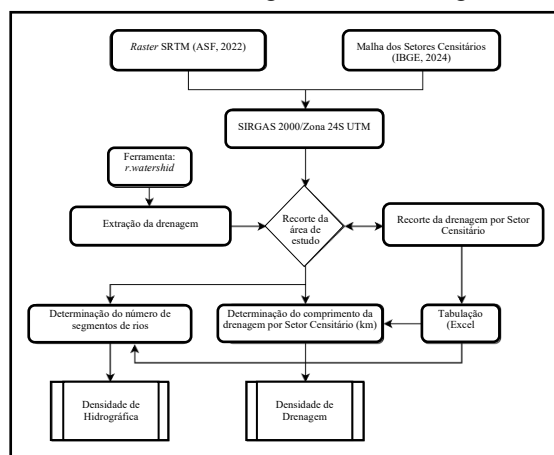 Raster SRTM (ASF, 2022)
Malha dos Setores Censitários
(IBGE, 2024)
SIRGAS 2000/Zona 24S UTM
Ferramenta:
r.watershid
Extração da drenagem
Recorte da
área de
estudo
Recorte da drenagem por Setor
Censitário
Determinação do número de
segmentos de rios
Determinação do comprimento da
drenagem por Setor Censitário (km)
Tabulação
(Excel
Densidade de
Hidrográfica
Densidade de
Drenagem